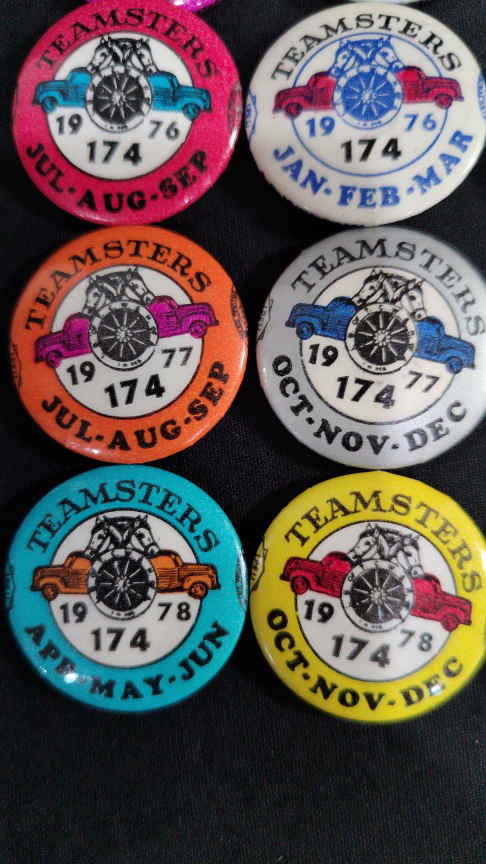 TEAMSTERS
19 76
174
JUL·AUG·SEP
TEAMSTERS
19 76
174
JAN-FEB-MAR
TEAMSTERS
19 77
174
JUL·AUG·SEP
TEAMSTERS
19 77
174
OCT·NOV·DEC
TEAMSTERS
19 78
174
APR·MAY·JUN
TEAMSTERS
19 78
174
OCT·NOV·DEC